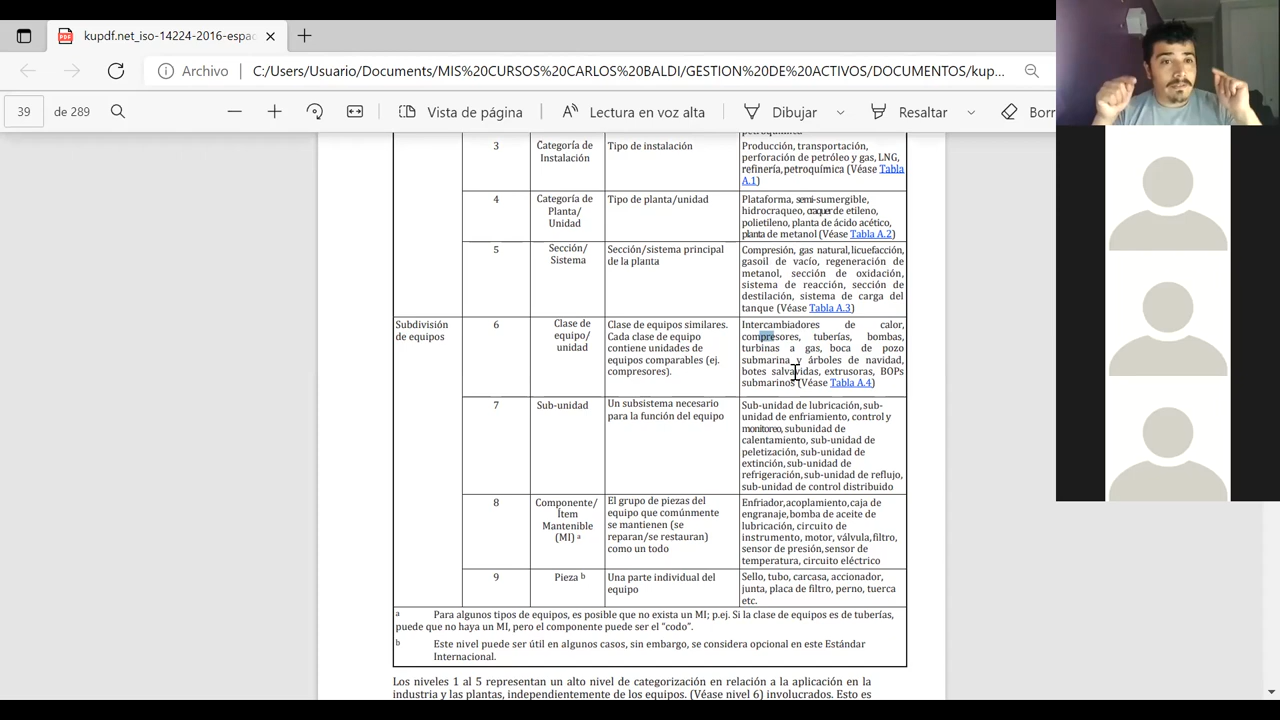 kupdf.net_iso-14224-2016-espa
Archivo
C:/Users/Usuario/Documents/MIS%20CURSOS%20CARLOS%20BALDI/GESTION%20DE%20ACTIVOS/DOCUMENTOS/kup...
39
de 289
Vista de página
Lectura en voz alta
Dibujar
Resaltar
Borr
3
Categoría de
Instalación
Tipo de instalación
Producción, transportación,
perforación de petróleo y gas, LNG,
refinería, petroquímica (Véase Tabla
A.1)
4
Categoría de
Planta/
Unidad
Tipo de planta/unidad
Plataforma, semi-sumergible,
hidrocraqueo, craquer de etileno,
polietileno, planta de ácido acético,
planta de metanol (Véase Tabla A.2)
5
Sección/
Sistema
Sección/sistema principal
de la planta
Compresión, gas natural, licuefacción,
gasoil de vacío, regeneración de
metanol, sección de oxidación,
sistema de reacción, sección de
destilación, sistema de carga del
tanque (Véase Tabla A.3)
Subdivisión
de equipos
6
Clase de
equipo/
unidad
Clase de equipos similares.
Cada clase de equipo
contiene unidades de
equipos comparables (ej.
compresores).
Intercambiadores de calor,
compresores, tuberías, bombas,
turbinas a gas, boca de pozo
submarina y árboles de navidad,
botes salvavidas, extrusoras, BOPs
submarinos (Véase Tabla A.4)
7
Sub-unidad
Un subsistema necesario
para la función del equipo
Sub-unidad de lubricación, sub-
unidad de enfriamiento, control y
monitoreo, subunidad de
calentamiento, sub-unidad de
peletización, sub-unidad de
extinción, sub-unidad de
refrigeración, sub-unidad de reflujo,
sub-unidad de control distribuido
8
Componente/
Ítem
Mantenible
(MI) a
El grupo de piezas del
equipo que comúnmente
se mantienen (se
reparan/se restauran)
como un todo
Enfriador, acoplamiento, caja de
engranaje, bomba de aceite de
lubricación, circuito de
instrumento, motor, válvula, filtro,
sensor de presión, sensor de
temperatura, circuito eléctrico
9
Pieza b
Una parte individual del
equipo
Sello, tubo, carcasa, accionador,
junta, placa de filtro, perno, tuerca
etc.
a Para algunos tipos de equipos, es posible que no exista un MI; p.ej. Si la clase de equipos es de tuberías,
puede que no haya un MI, pero el componente puede ser el “codo”.
b Este nivel puede ser útil en algunos casos, sin embargo, se considera opcional en este Estándar
Internacional.
Los niveles 1 al 5 representan un alto nivel de categorización en relación a la aplicación en la
industria y las plantas, independientemente de los equipos. (Véase nivel 6) involucrados. Esto es